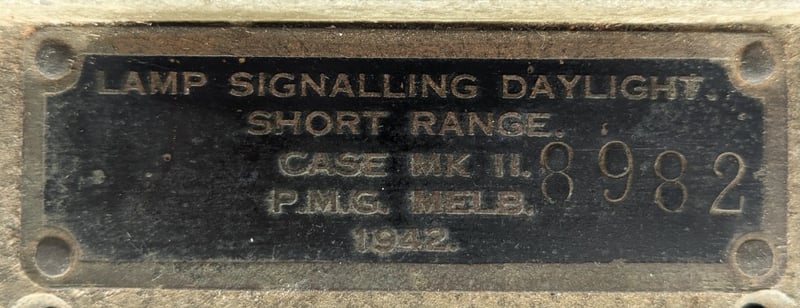 LAMP SIGNALLING DAYLIGHT.
SHORT RANGE.
CASE MK II. 8982
P.M.G. MELB.
1942.